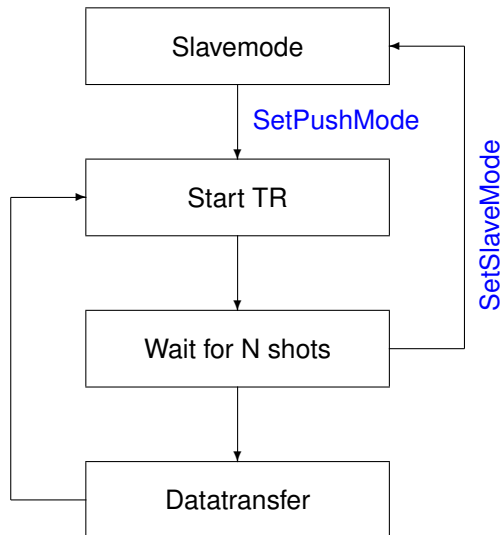 Slavemode
SetPushMode
Start TR
SetSlaveMode
Wait for N shots
Datatransfer